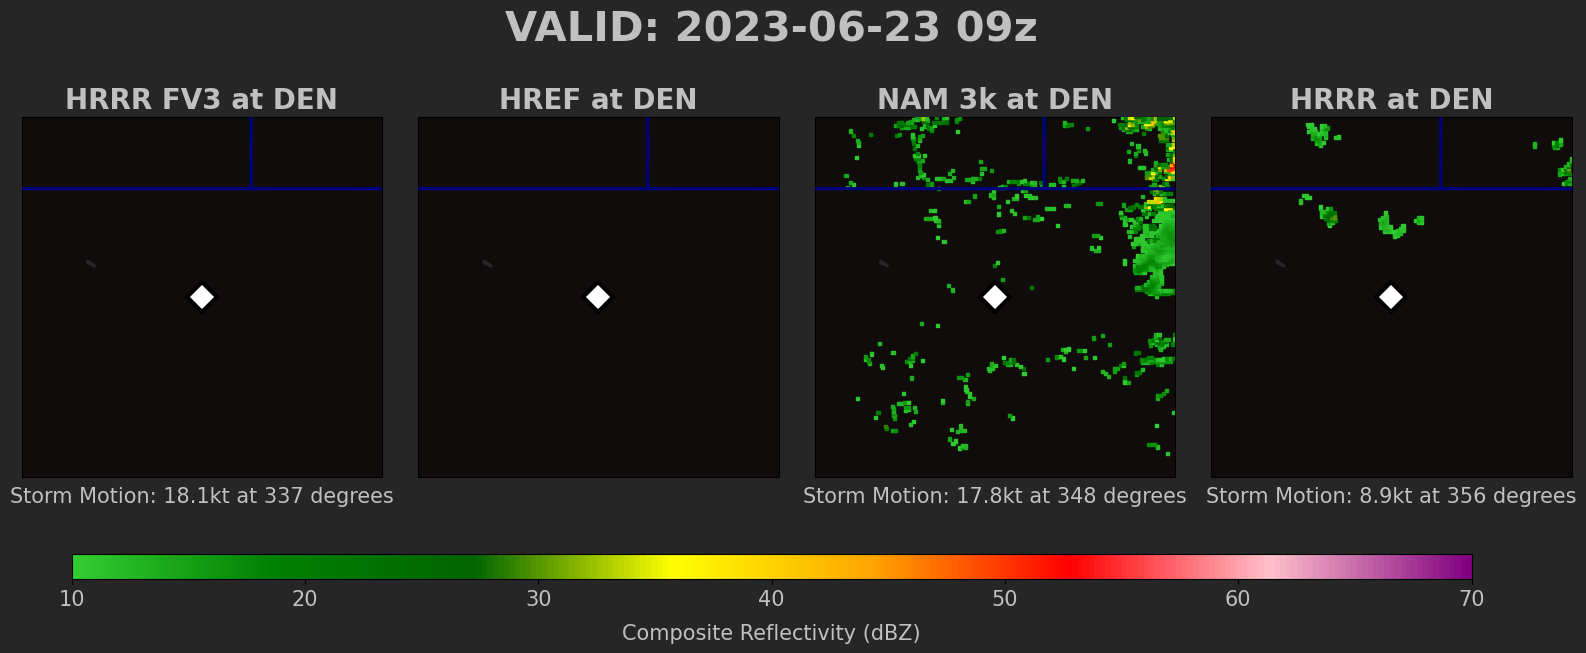 VALID: 2023-06-23 09z
HRRR FV3 at DEN
HREF at DEN
NAM 3k at DEN
HRRR at DEN
Storm Motion: 18.1kt at 337 degrees
Storm Motion: 17.8kt at 348 degrees
Storm Motion: 8.9kt at 356 degrees
10 20 30 40 50 60 70
Composite Reflectivity (dBZ)